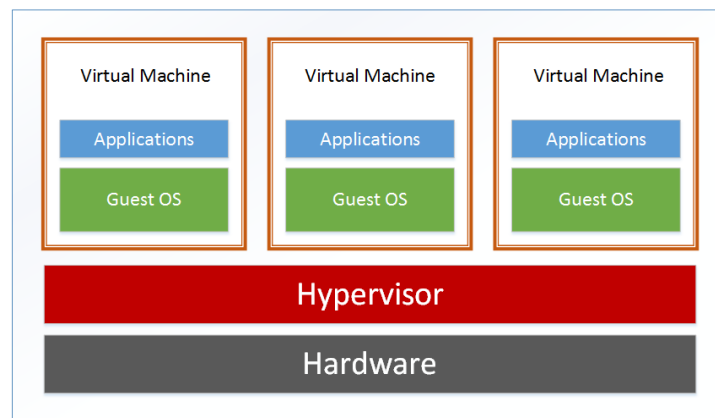 Virtual Machine Virtual Machine Virtual Machine
Applications Applications Applications
Guest OS Guest OS Guest OS
Hypervisor
Hardware